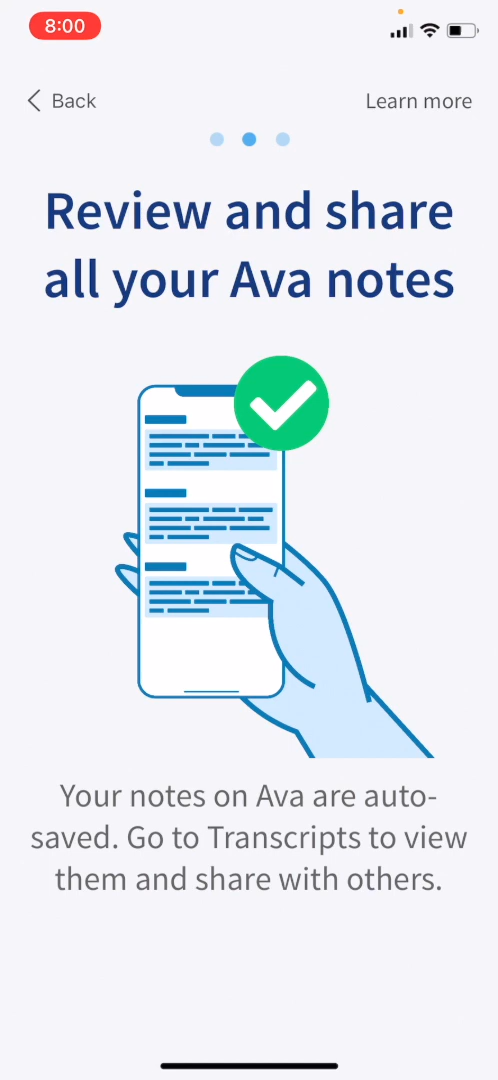 8:00
Back
Learn more
Review and share
all your Ava notes
Your notes on Ava are auto-
saved. Go to Transcripts to view
them and share with others.